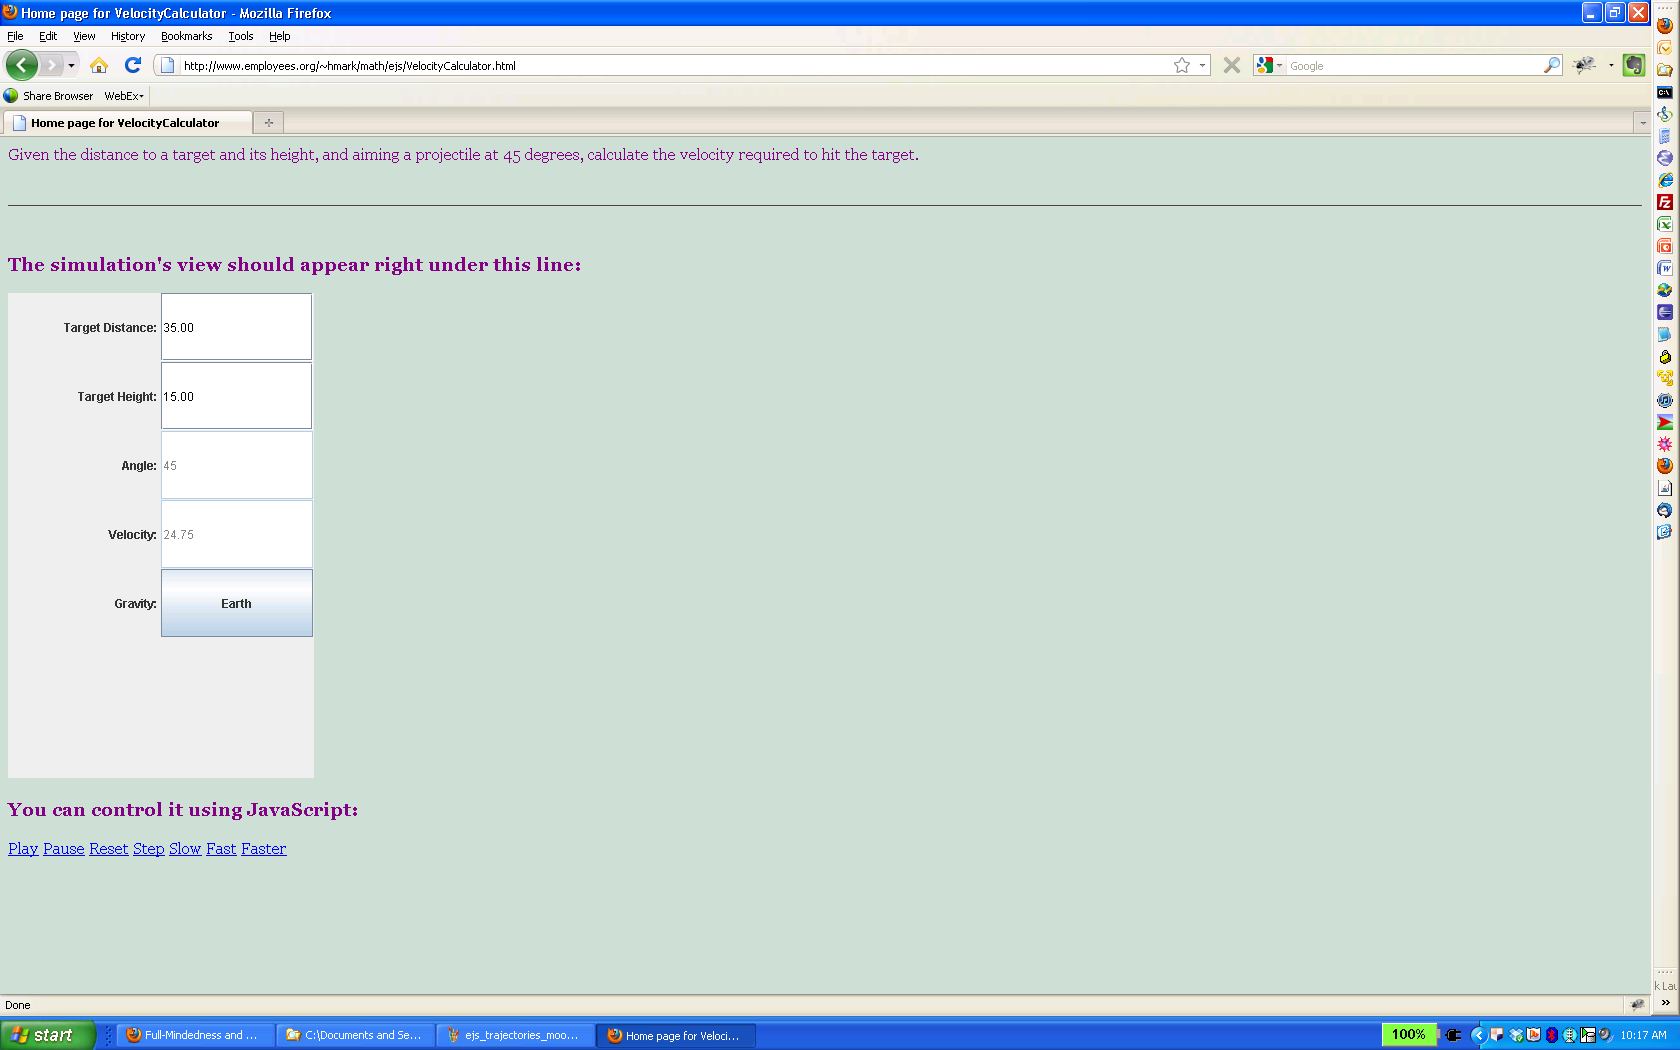 Home page for VelocityCalculator - Mozilla Firefox
File Edit View History Bookmarks Tools Help
http://www.employees.org/~hmark/math/ejs/VelocityCalculator.html
Google
Share Browser WebEx
Home page for VelocityCalculator
Given the distance to a target and its height, and aiming a projectile at 45 degrees, calculate the velocity required to hit the target.
The simulation's view should appear right under this line:
Target Distance: 35.00
Target Height: 15.00
Angle: 45
Velocity: 24.75
Gravity: Earth
You can control it using JavaScript:
Play Pause Reset Step Slow Fast Faster
k Lau
Done
start Full-Mindedness and ... C:\Documents and Se... ejs_trajectories_moo... Home page for Veloci... 100% 10:17 AM